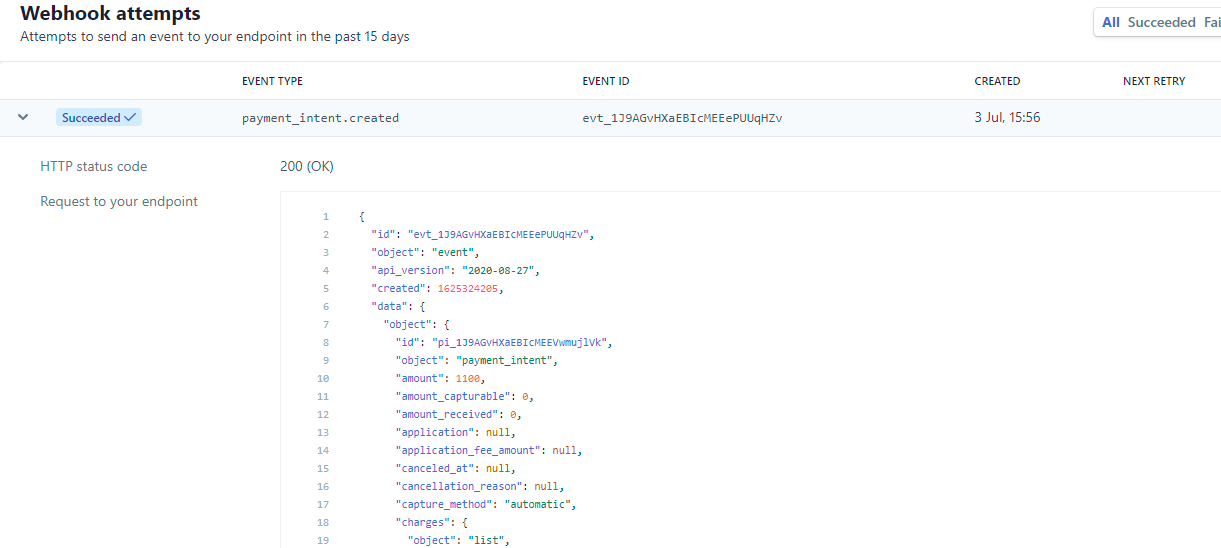 Webhook attempts
Attempts to send an event to your endpoint in the past 15 days
All Succeeded Fai
EVENT TYPE EVENT ID CREATED NEXT RETRY
Succeeded ✓ payment_intent.created evt_1J9AGvHXaEBIcMEEePUUqHZv 3 Jul, 15:56
HTTP status code 200 (OK)
Request to your endpoint
1 {
2 "id": "evt_1J9AGvHXaEBIcMEEePUUqHZv",
3 "object": "event",
4 "api_version": "2020-08-27",
5 "created": 1625324205,
6 "data": {
7 "object": {
8 "id": "pi_1J9AGvHXaEBIcMEEVwmujlVk",
9 "object": "payment_intent",
10 "amount": 1100,
11 "amount_capturable": 0,
12 "amount_received": 0,
13 "application": null,
14 "application_fee_amount": null,
15 "canceled_at": null,
16 "cancellation_reason": null,
17 "capture_method": "automatic",
18 "charges": {
19 "object": "list",